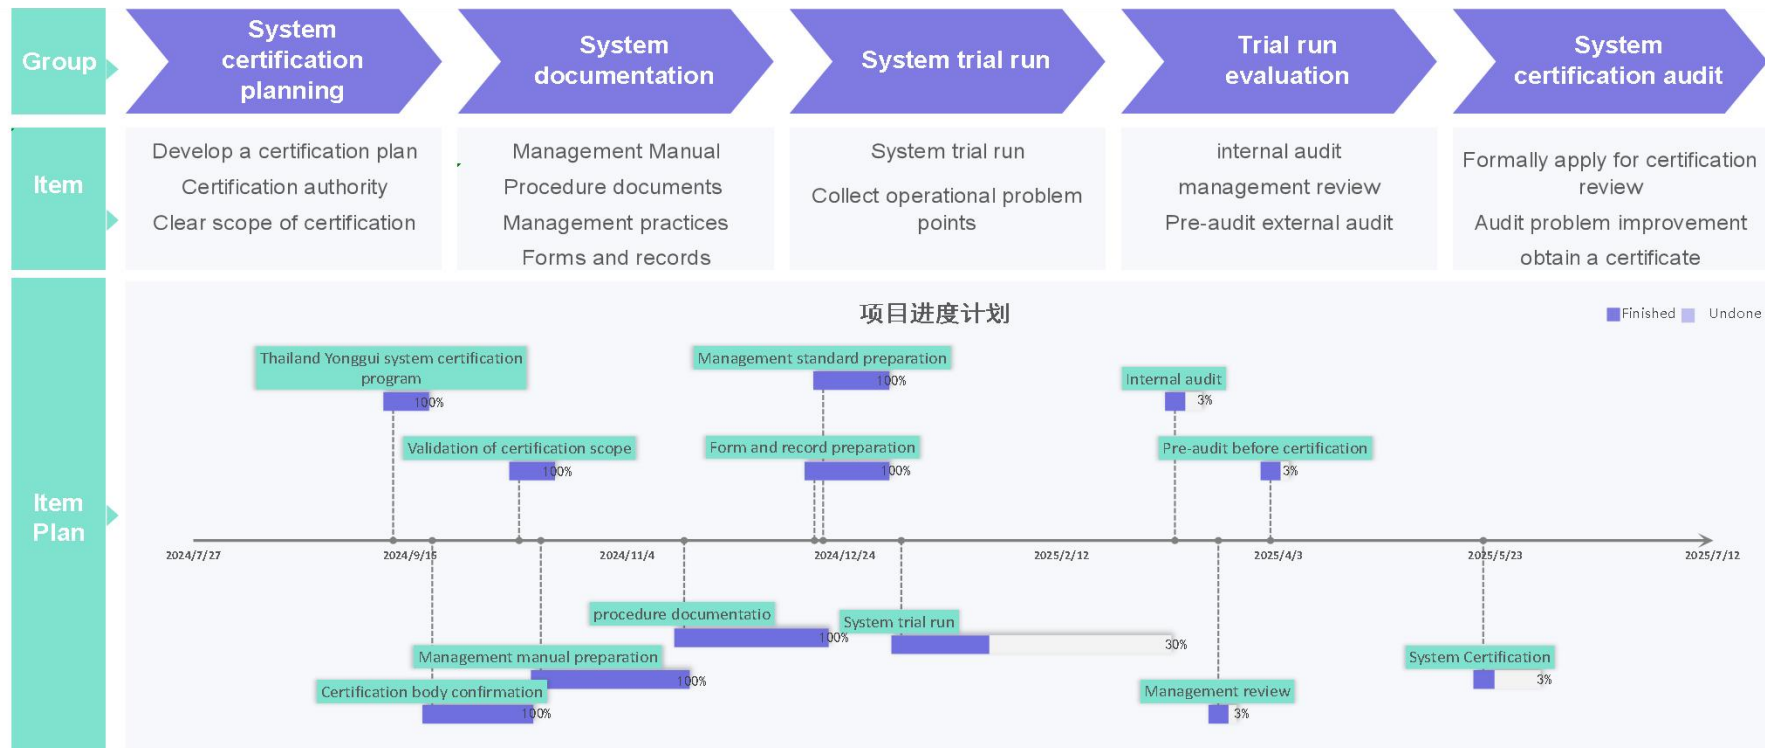 Group
System
certification
planning
System
documentation
System trial run
Trial run
evaluation
System
certification audit
Item
Develop a certification plan
Certification authority
Clear scope of certification
Management Manual
Procedure documents
Management practices
Forms and records
System trial run
Collect operational problem
points
internal audit
management review
Pre-audit external audit
Formally apply for certification
review
Audit problem improvement
obtain a certificate
Item
Plan
项目进度计划
Finished
Undone
Thailand Yonggui system certification
program
100%
Management standard preparation
100%
Internal audit
3%
Validation of certification scope
100%
Form and record preparation
100%
Pre-audit before certification
3%
2024/7/27
2024/9/15
2024/11/4
2024/12/24
2025/2/12
2025/4/3
2025/5/23
2025/7/12
procedure documentatio
100%
System trial run
30%
Management manual preparation
100%
System Certification
3%
Certification body confirmation
100%
Management review
3%